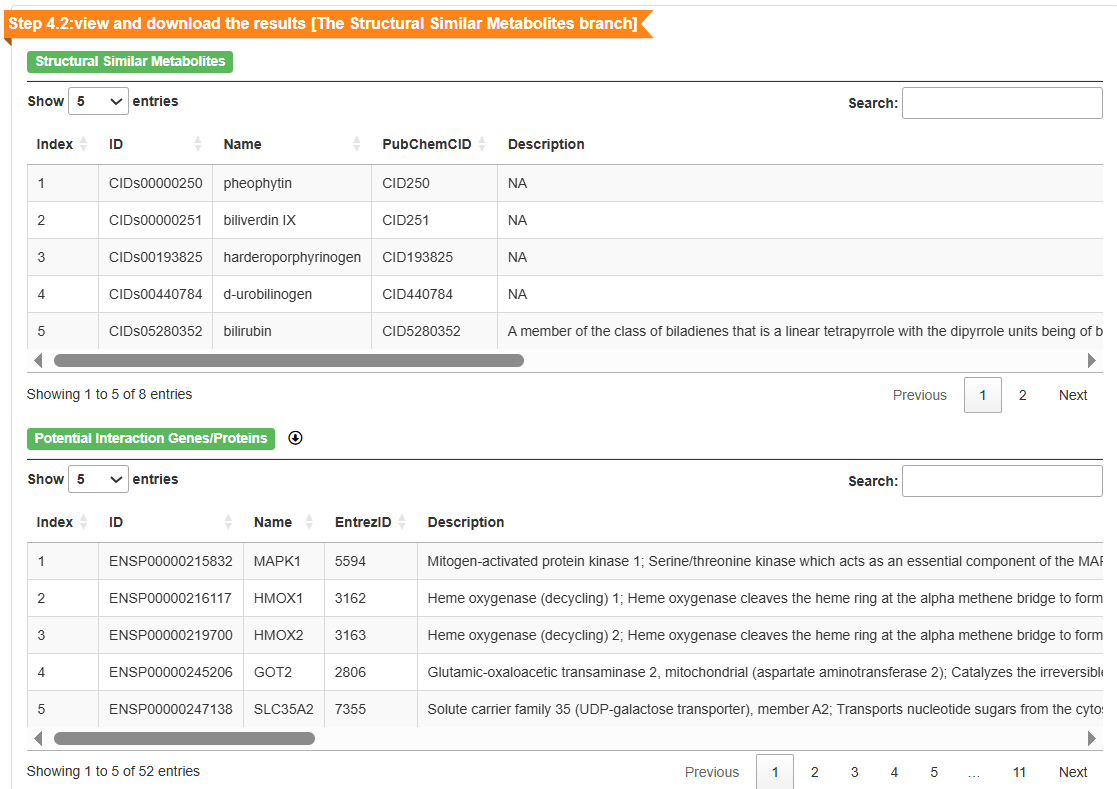 Step 4.2:view and download the results [The Structural Similar Metabolites branch]
Structural Similar Metabolites
Show 5 entries Search:
Index ID Name PubChemCID Description
1 CIDs00000250 pheophytin CID250 NA
2 CIDs00000251 biliverdin IX CID251 NA
3 CIDs00193825 harderoporphyrinogen CID193825 NA
4 CIDs00440784 d-urobilinogen CID440784 NA
5 CIDs05280352 bilirubin CID5280352 A member of the class of biladienes that is a linear tetrapyrrole with the dipyrrole units being of b
Showing 1 to 5 of 8 entries Previous 1 2 Next
Potential Interaction Genes/Proteins
Show 5 entries Search:
Index ID Name EntrezID Description
1 ENSP00000215832 MAPK1 5594 Mitogen-activated protein kinase 1; Serine/threonine kinase which acts as an essential component of the MAP
2 ENSP00000216117 HMOX1 3162 Heme oxygenase (decycling) 1; Heme oxygenase cleaves the heme ring at the alpha methene bridge to form
3 ENSP00000219700 HMOX2 3163 Heme oxygenase (decycling) 2; Heme oxygenase cleaves the heme ring at the alpha methene bridge to form
4 ENSP00000245206 GOT2 2806 Glutamic-oxaloacetic transaminase 2, mitochondrial (aspartate aminotransferase 2); Catalyzes the irreversible
5 ENSP00000247138 SLC35A2 7355 Solute carrier family 35 (UDP-galactose transporter), member A2; Transports nucleotide sugars from the cytos
Showing 1 to 5 of 52 entries Previous 1 2 3 4 5 … 11 Next